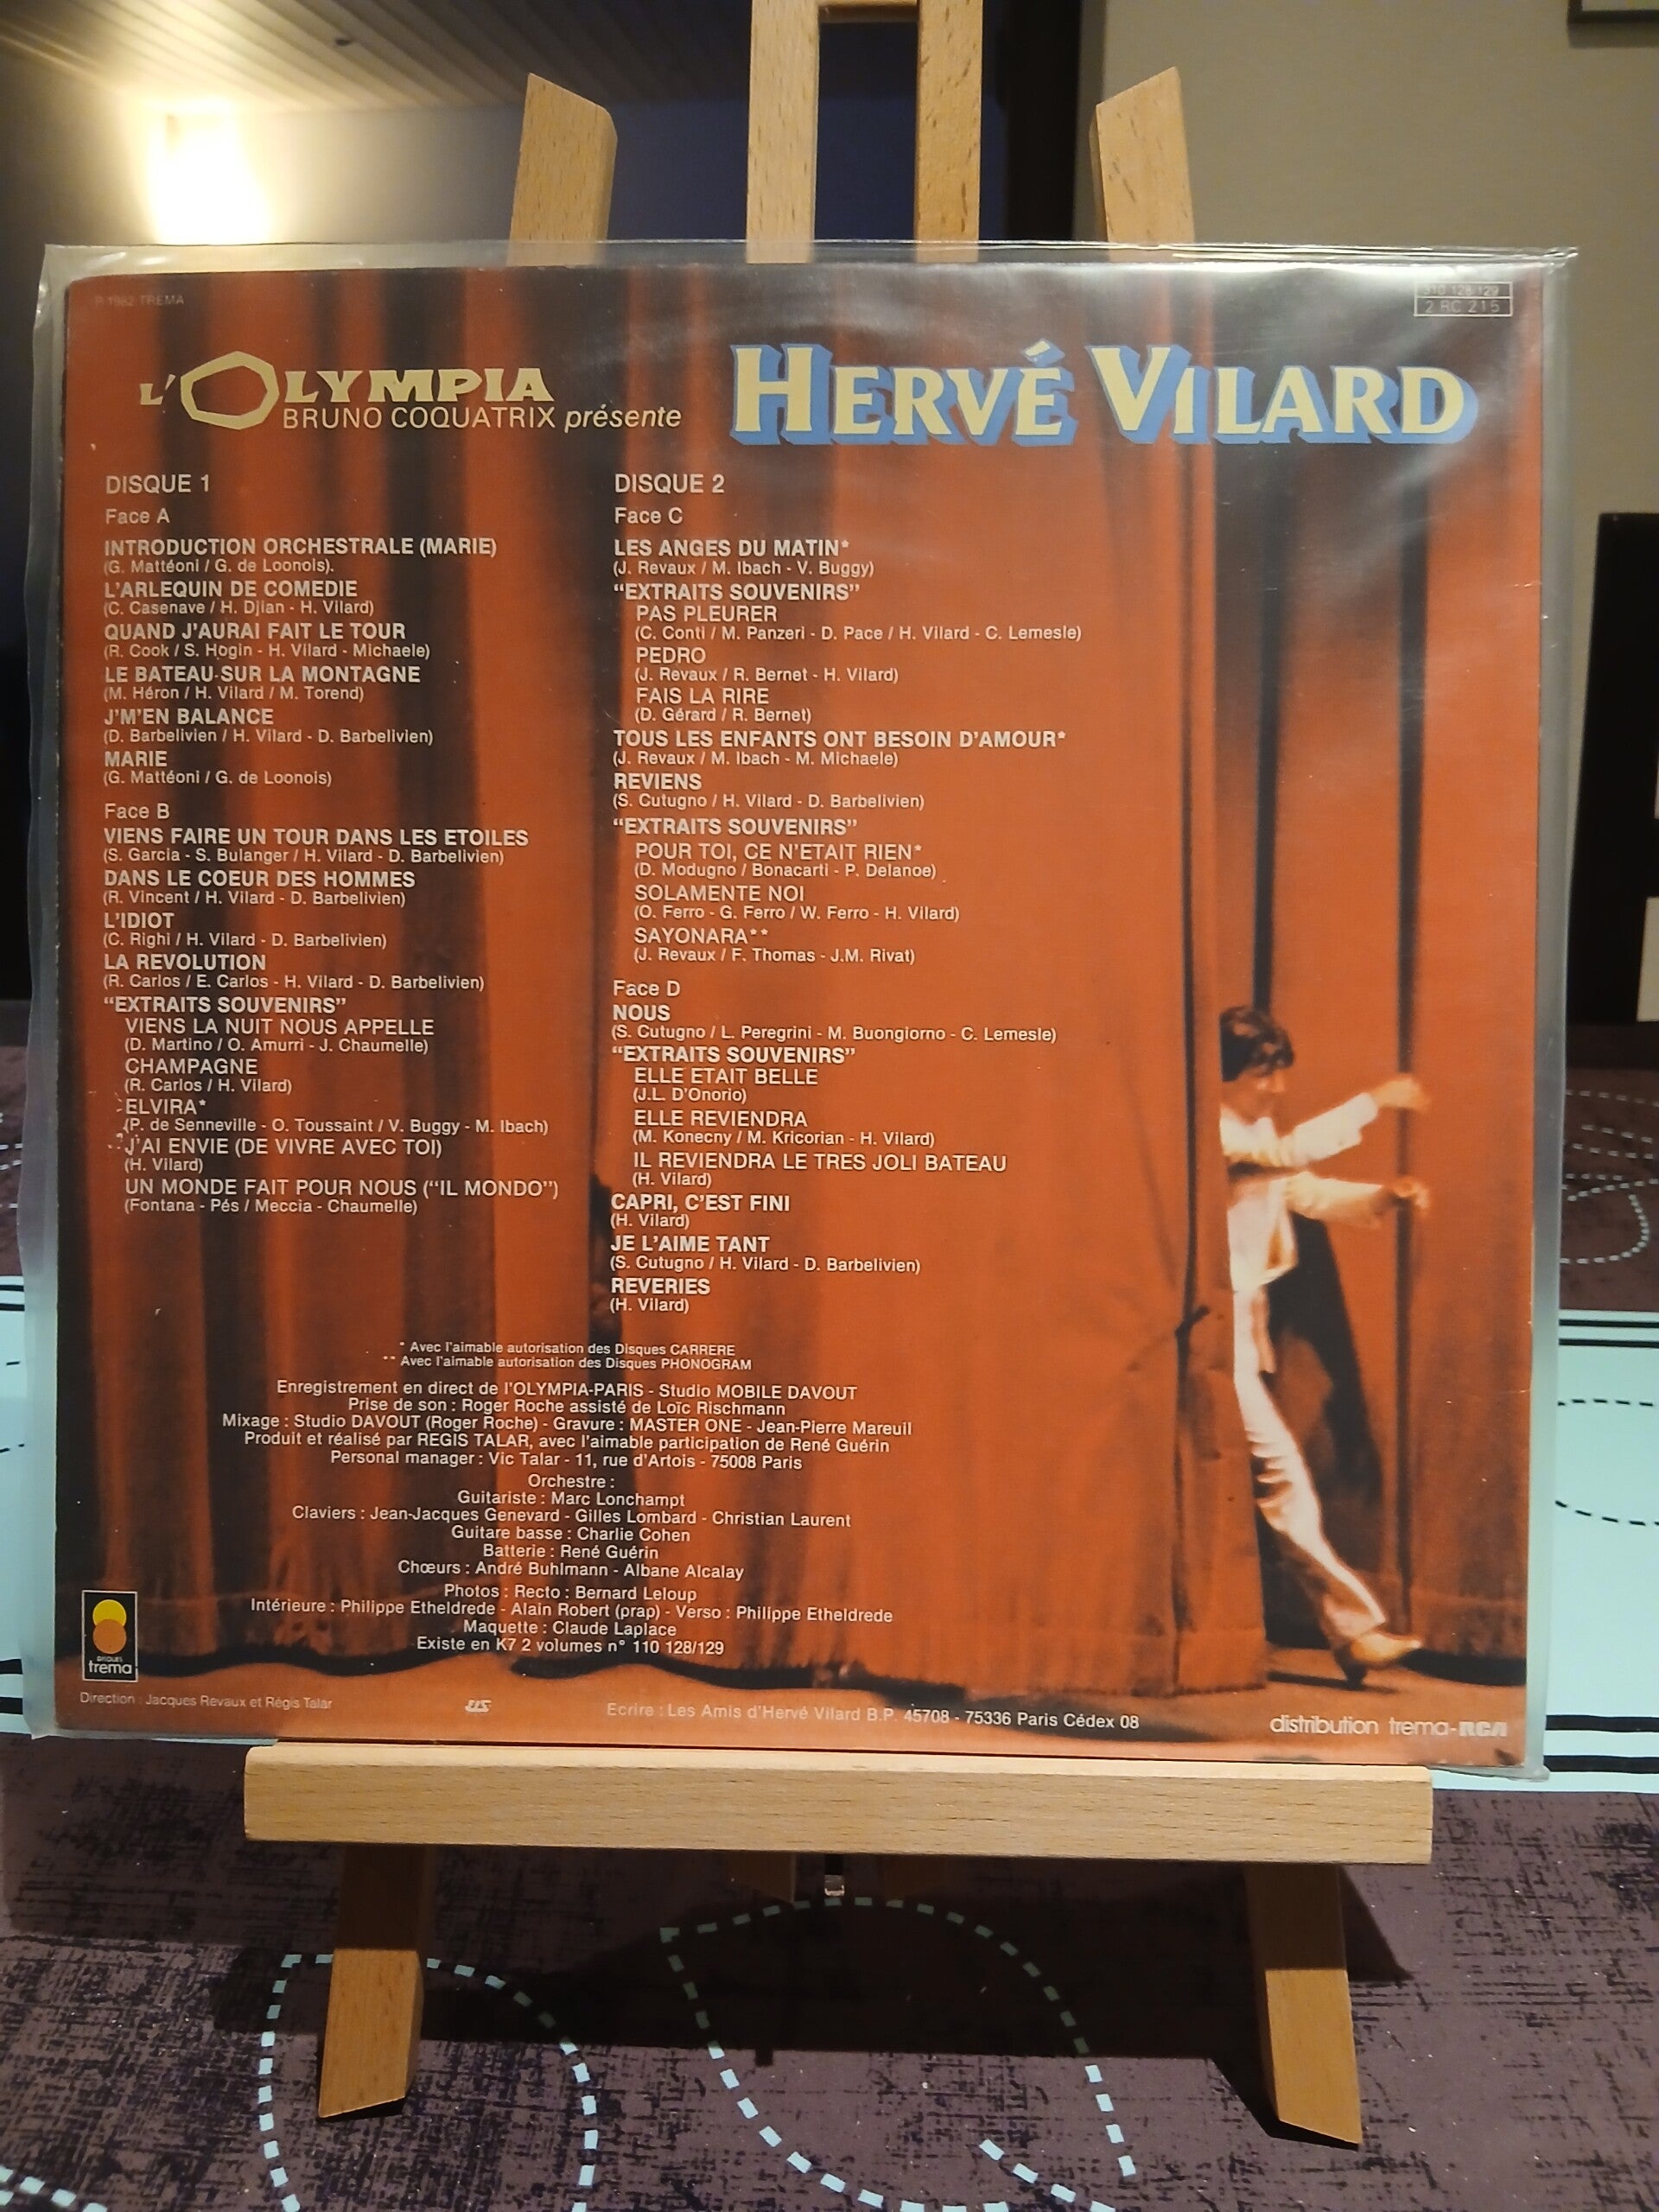 P 1982 TREMA
310 128/129
2 RC 215
L'OLYMPIA
BRUNO COQUATRIX présente
HERVÉ VILARD
DISQUE 1
Face A
INTRODUCTION ORCHESTRALE (MARIE)
(G. Mattéoni / G. de Loonois).
L'ARLEQUIN DE COMEDIE
(C. Casenave / H. Djian - H. Vilard)
QUAND J'AURAI FAIT LE TOUR
(R. Cook / S. Hogin - H. Vilard - Michaele)
LE BATEAU SUR LA MONTAGNE
(M. Héron / H. Vilard / M. Torend)
J'M'EN BALANCE
(D. Barbelivien / H. Vilard - D. Barbelivien)
MARIE
(G. Mattéoni / G. de Loonois)
Face B
VIENS FAIRE UN TOUR DANS LES ETOILES
(S. Garcia - S. Bulanger / H. Vilard - D. Barbelivien)
DANS LE COEUR DES HOMMES
(R. Vincent / H. Vilard - D. Barbelivien)
L'IDIOT
(C. Righi / H. Vilard - D. Barbelivien)
LA REVOLUTION
(R. Carlos / E. Carlos - H. Vilard - D. Barbelivien)
“EXTRAITS SOUVENIRS”
VIENS LA NUIT NOUS APPELLE
(D. Martino / O. Amurri - J. Chaumelle)
CHAMPAGNE
(R. Carlos / H. Vilard)
ELVIRA*
(P. de Senneville - O. Toussaint / V. Buggy - M. Ibach)
J'AI ENVIE (DE VIVRE AVEC TOI)
(H. Vilard)
UN MONDE FAIT POUR NOUS (“IL MONDO”)
(Fontana - Pés / Meccia - Chaumelle)
DISQUE 2
Face C
LES ANGES DU MATIN*
(J. Revaux / M. Ibach - V. Buggy)
“EXTRAITS SOUVENIRS”
PAS PLEURER
(C. Conti / M. Panzeri - D. Pace / H. Vilard - C. Lemesle)
PEDRO
(J. Revaux / R. Bernet - H. Vilard)
FAIS LA RIRE
(D. Gérard / R. Bernet)
TOUS LES ENFANTS ONT BESOIN D'AMOUR*
(J. Revaux / M. Ibach - M. Michaele)
REVIENS
(S. Cutugno / H. Vilard - D. Barbelivien)
“EXTRAITS SOUVENIRS”
POUR TOI, CE N'ETAIT RIEN*
(D. Modugno / Bonacarti - P. Delanoe)
SOLAMENTE NOI
(O. Ferro - G. Ferro / W. Ferro - H. Vilard)
SAYONARA**
(J. Revaux / F. Thomas - J.M. Rivat)
Face D
NOUS
(S. Cutugno / L. Peregrini - M. Buongiorno - C. Lemesle)
“EXTRAITS SOUVENIRS”
ELLE ETAIT BELLE
(J.L. D'Onorio)
ELLE REVIENDRA
(M. Konecny / M. Kricorian - H. Vilard)
IL REVIENDRA LE TRES JOLI BATEAU
(H. Vilard)
CAPRI, C'EST FINI
(H. Vilard)
JE L'AIME TANT
(S. Cutugno / H. Vilard - D. Barbelivien)
REVERIES
(H. Vilard)
* Avec l'aimable autorisation des Disques CARRERE
** Avec l'aimable autorisation des Disques PHONOGRAM
Enregistrement en direct de l'OLYMPIA-PARIS - Studio MOBILE DAVOUT
Prise de son : Roger Roche assisté de Loïc Rischmann
Mixage : Studio DAVOUT (Roger Roche) - Gravure : MASTER ONE - Jean-Pierre Mareuil
Produit et réalisé par REGIS TALAR, avec l'aimable participation de René Guérin
Personal manager : Vic Talar - 11, rue d'Artois - 75008 Paris
Orchestre :
Guitariste : Marc Lonchampt
Claviers : Jean-Jacques Genevard - Gilles Lombard - Christian Laurent
Guitare basse : Charlie Cohen
Batterie : René Guérin
Chœurs : André Buhlmann - Albane Alcalay
Photos : Recto : Bernard Leloup
Intérieure : Philippe Etheldrede - Alain Robert (prap) - Verso : Philippe Etheldrede
Maquette : Claude Laplace
Existe en K7 2 volumes n° 110 128/129
DISQUES
trema
Direction : Jacques Revaux et Régis Talar
Ecrire : Les Amis d'Hervé Vilard B.P. 45708 - 75336 Paris Cédex 08
distribution trema-RCA